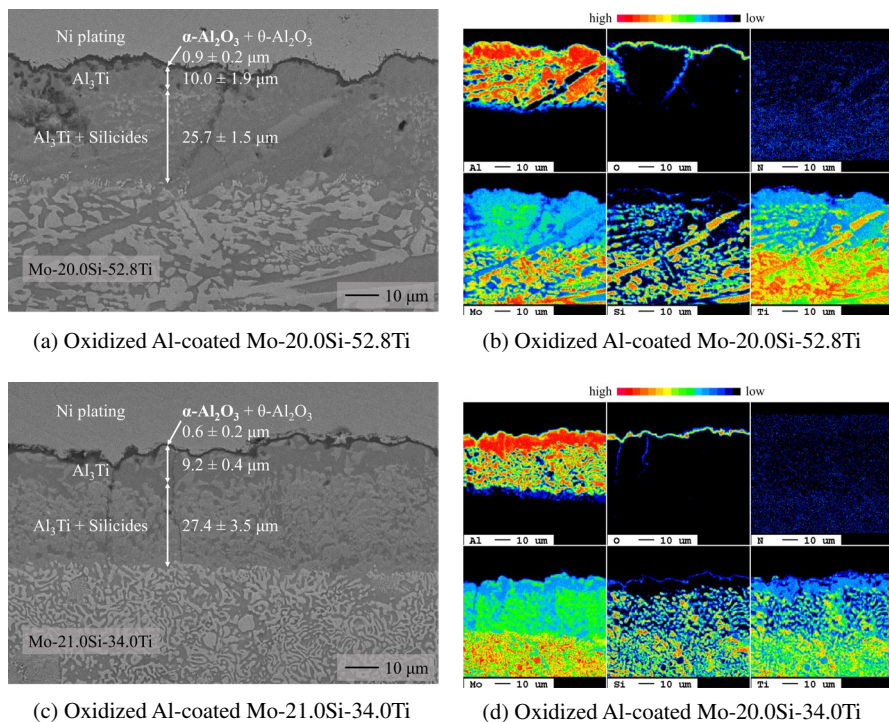 Ni plating
α-Al₂O₃ + θ-Al₂O₃
0.9 ± 0.2 μm
Al₃Ti
10.0 ± 1.9 μm
Al₃Ti + Silicides
25.7 ± 1.5 μm
Mo-20.0Si-52.8Ti
10 μm
(a) Oxidized Al-coated Mo-20.0Si-52.8Ti
high low
Al 10 um O 10 um N 10 um
Mo 10 um Si 10 um Ti 10 um
(b) Oxidized Al-coated Mo-20.0Si-52.8Ti
Ni plating
α-Al₂O₃ + θ-Al₂O₃
0.6 ± 0.2 μm
Al₃Ti
9.2 ± 0.4 μm
Al₃Ti + Silicides
27.4 ± 3.5 μm
Mo-21.0Si-34.0Ti
10 μm
(c) Oxidized Al-coated Mo-21.0Si-34.0Ti
high low
Al 10 um O 10 um N 10 um
Mo 10 um Si 10 um Ti 10 um
(d) Oxidized Al-coated Mo-20.0Si-34.0Ti